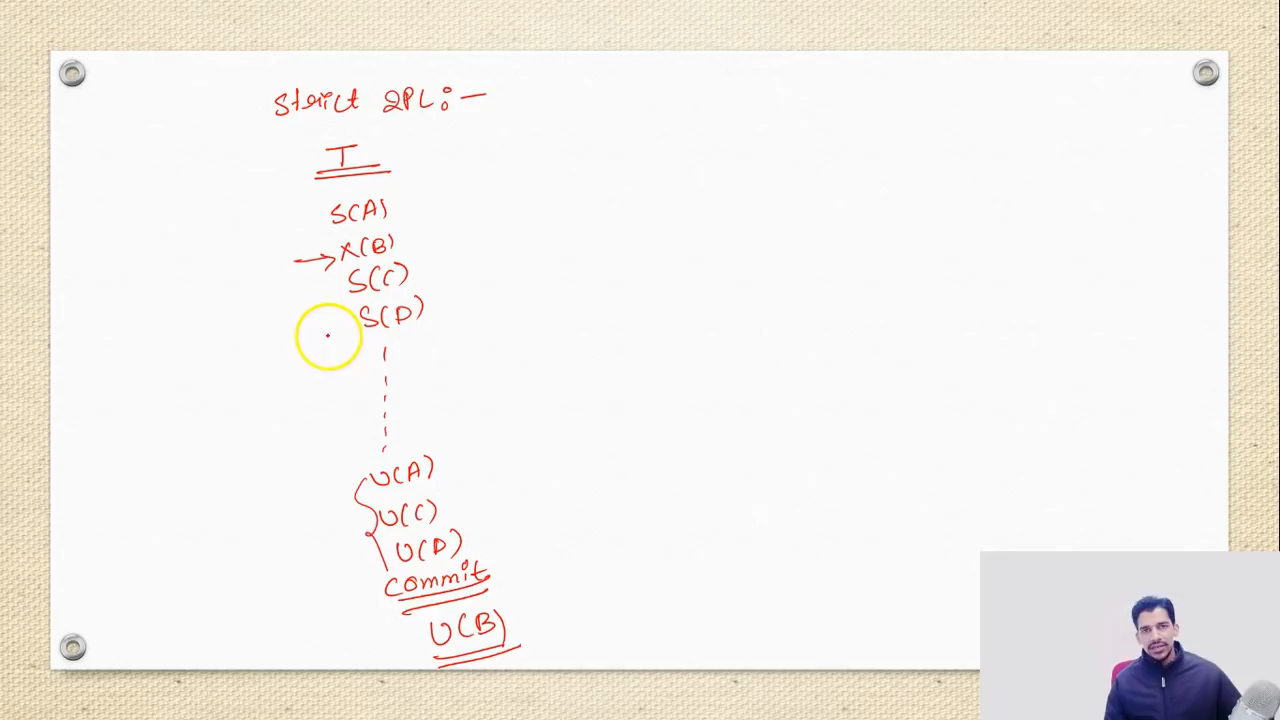 Strict 2PL:-
T
S(A)
→X(B)
S(C)
S(D)
U(A)
U(C)
U(D)
Commit
U(B)